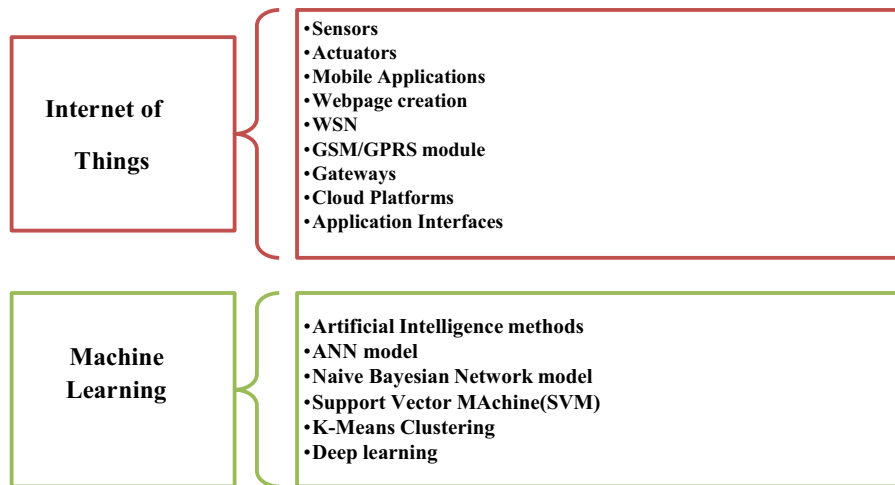 Internet of
Things
•Sensors
•Actuators
•Mobile Applications
•Webpage creation
•WSN
•GSM/GPRS module
•Gateways
•Cloud Platforms
•Application Interfaces
Machine
Learning
•Artificial Intelligence methods
•ANN model
•Naive Bayesian Network model
•Support Vector MAchine(SVM)
•K-Means Clustering
•Deep learning